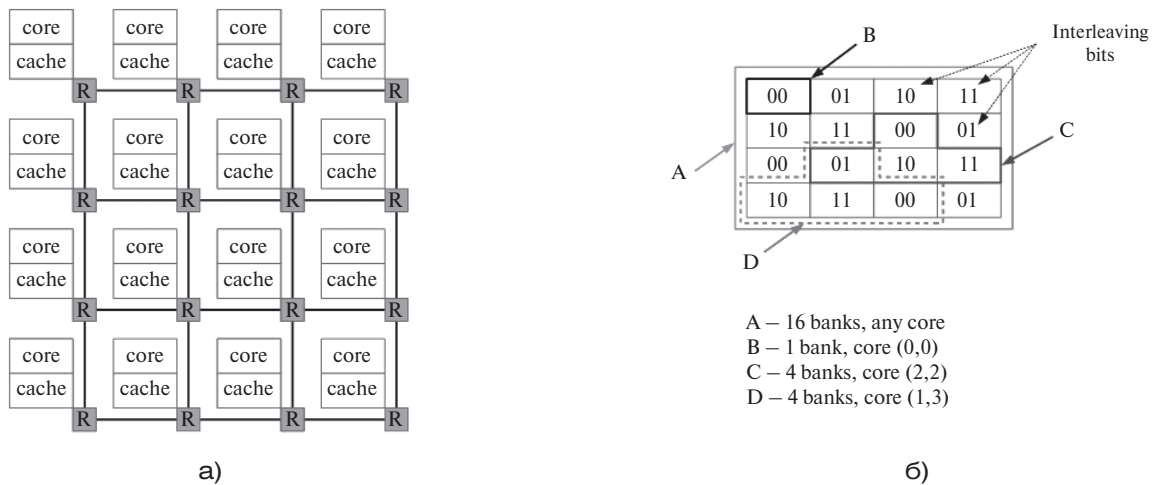 core core core core
cache cache cache cache
R R R R
core core core core
cache cache cache cache
R R R R
core core core core
cache cache cache cache
R R R R
core core core core
cache cache cache cache
R R R R
а)
B
Interleaving
bits
00 01 10 11
10 11 00 01
C
A
00 01 10 11
10 11 00 01
D
A – 16 banks, any core
B – 1 bank, core (0,0)
C – 4 banks, core (2,2)
D – 4 banks, core (1,3)
б)